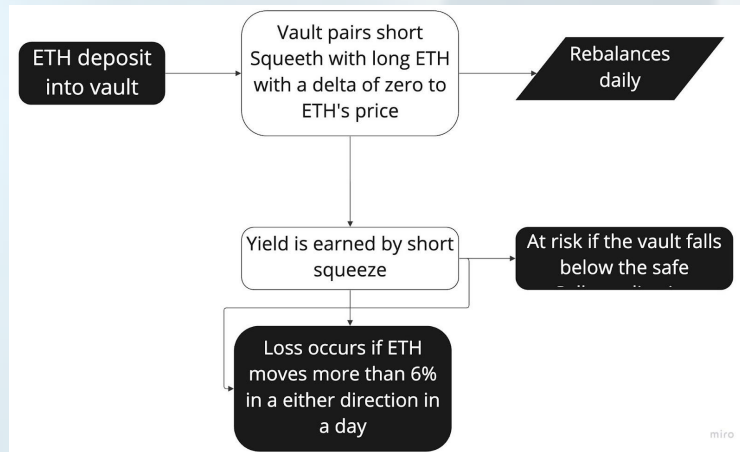 ETH deposit
into vault
Vault pairs short
Squeeth with long ETH
with a delta of zero to
ETH's price
Rebalances
daily
Yield is earned by short
squeeze
At risk if the vault falls
below the safe
Loss occurs if ETH
moves more than 6%
in a either direction in
a day
miro